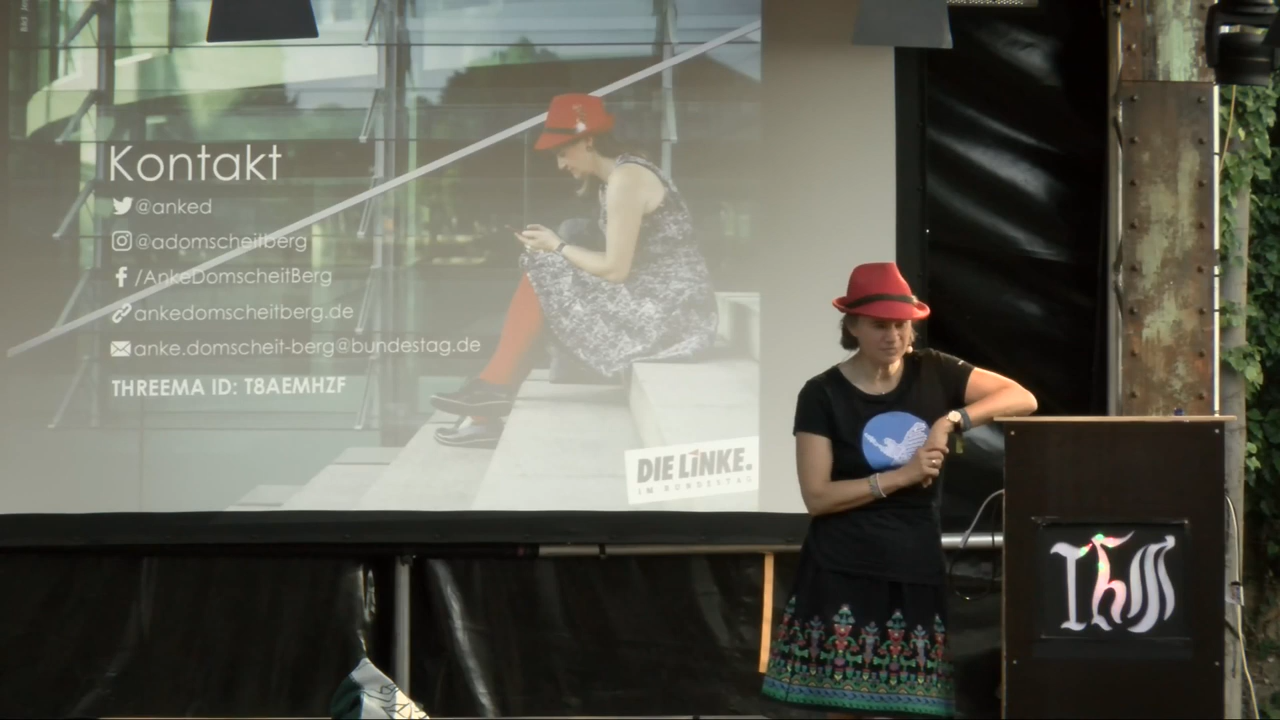 Kontakt
@anked
@adomscheitberg
/AnkeDomscheitBerg
ankedomscheitberg.de
anke.domscheit-berg@bundestag.de
THREEMA ID: T8AEMHZF
DIE LINKE.
IM BUNDESTAG